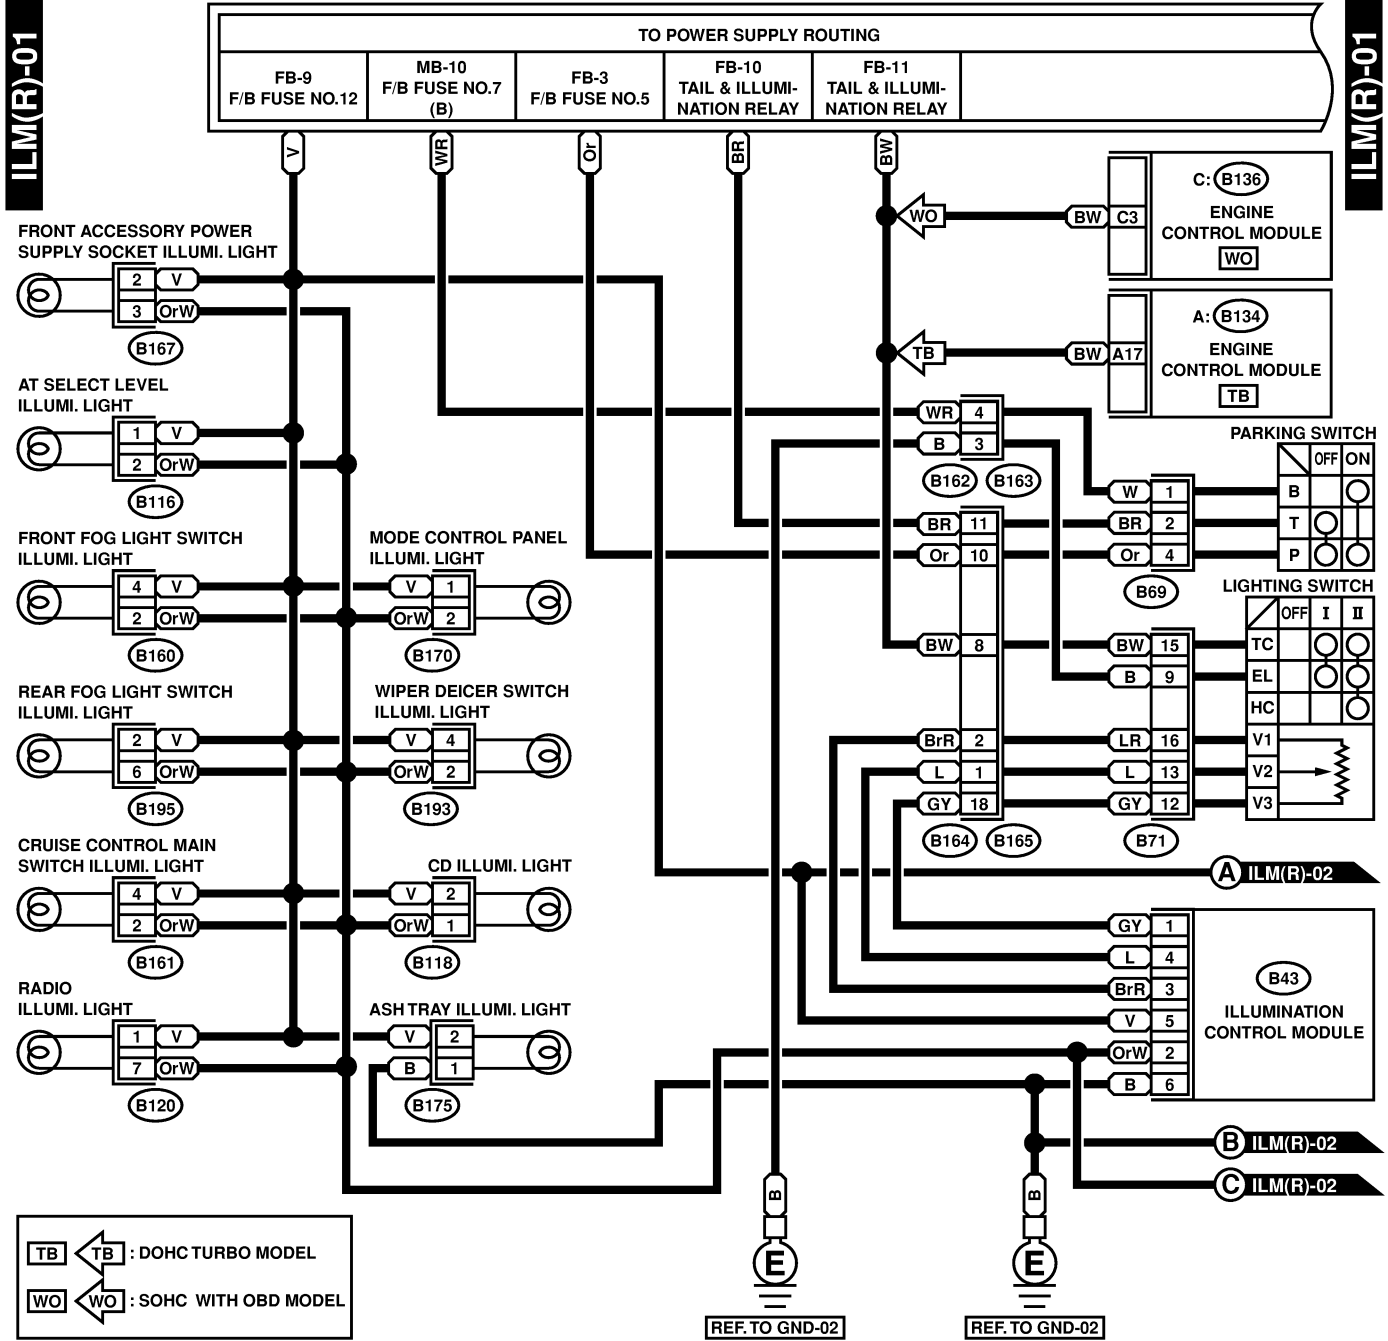 ILM(R)-01
ILM(R)-01
TO POWER SUPPLY ROUTING
FB-9
F/B FUSE NO.12
MB-10
F/B FUSE NO.7
(B)
FB-3
F/B FUSE NO.5
FB-10
TAIL & ILLUMI-
NATION RELAY
FB-11
TAIL & ILLUMI-
NATION RELAY
V
WR
Or
BR
BW
WO
BW
C3
C: B136
ENGINE
CONTROL MODULE
WO
TB
BW
A17
A: B134
ENGINE
CONTROL MODULE
TB
FRONT ACCESSORY POWER
SUPPLY SOCKET ILLUMI. LIGHT
2 V
3 OrW
B167
AT SELECT LEVEL
ILLUMI. LIGHT
1 V
2 OrW
B116
FRONT FOG LIGHT SWITCH
ILLUMI. LIGHT
4 V
2 OrW
B160
MODE CONTROL PANEL
ILLUMI. LIGHT
V 1
OrW 2
B170
REAR FOG LIGHT SWITCH
ILLUMI. LIGHT
2 V
6 OrW
B195
WIPER DEICER SWITCH
ILLUMI. LIGHT
V 4
OrW 2
B193
CRUISE CONTROL MAIN
SWITCH ILLUMI. LIGHT
4 V
2 OrW
B161
CD ILLUMI. LIGHT
V 2
OrW 1
B118
RADIO
ILLUMI. LIGHT
1 V
7 OrW
B120
ASH TRAY ILLUMI. LIGHT
V 2
B 1
B175
WR 4
B 3
B162 B163
BR 11
Or 10
BW 8
BrR 2
L 1
GY 18
B164 B165
PARKING SWITCH
OFF ON
W 1 B
BR 2 T
Or 4 P
B69
LIGHTING SWITCH
OFF I II
BW 15 TC
B 9 EL
HC
LR 16 V1
L 13 V2
GY 12 V3
B71
A ILM(R)-02
GY 1
L 4
BrR 3
V 5
OrW 2
B 6
B43
ILLUMINATION
CONTROL MODULE
B ILM(R)-02
C ILM(R)-02
B
E
REF. TO GND-02
B
E
REF. TO GND-02
TB TB : DOHC TURBO MODEL
WO WO : SOHC WITH OBD MODEL